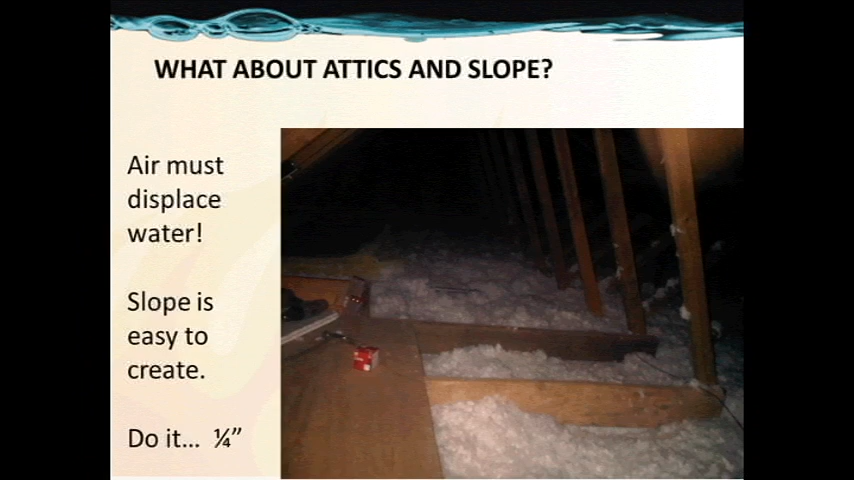 WHAT ABOUT ATTICS AND SLOPE?
Air must
displace
water!
Slope is
easy to
create.
Do it... ¼”